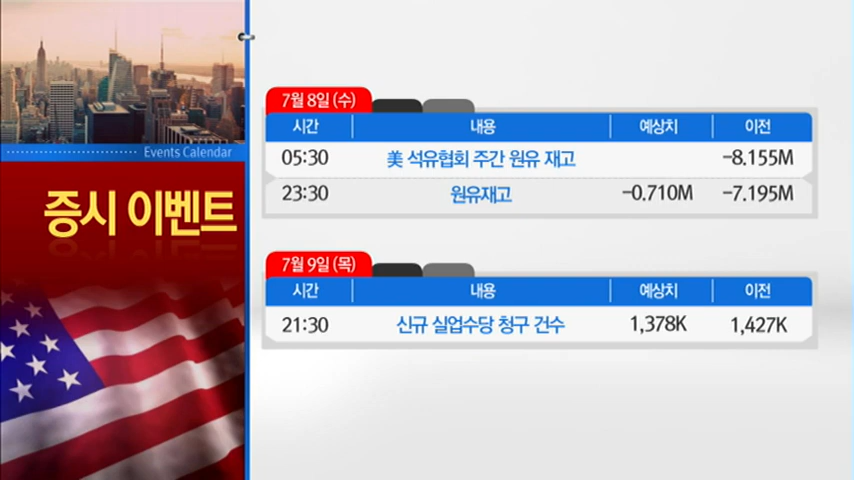 Events Calendar
증시 이벤트
7월 8일 (수)
시간 내용 예상치 이전
05:30 美 석유협회 주간 원유 재고 -8.155M
23:30 원유재고 -0.710M -7.195M
7월 9일 (목)
시간 내용 예상치 이전
21:30 신규 실업수당 청구 건수 1,378K 1,427K